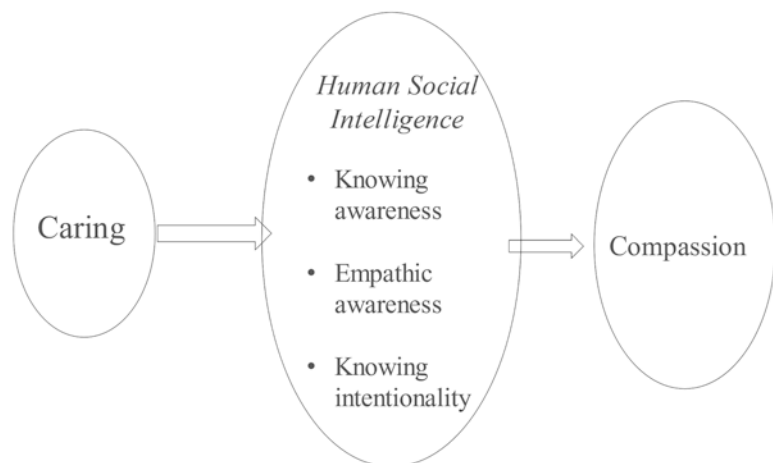 Caring
Human Social
Intelligence
• Knowing
awareness
• Empathic
awareness
• Knowing
intentionality
Compassion